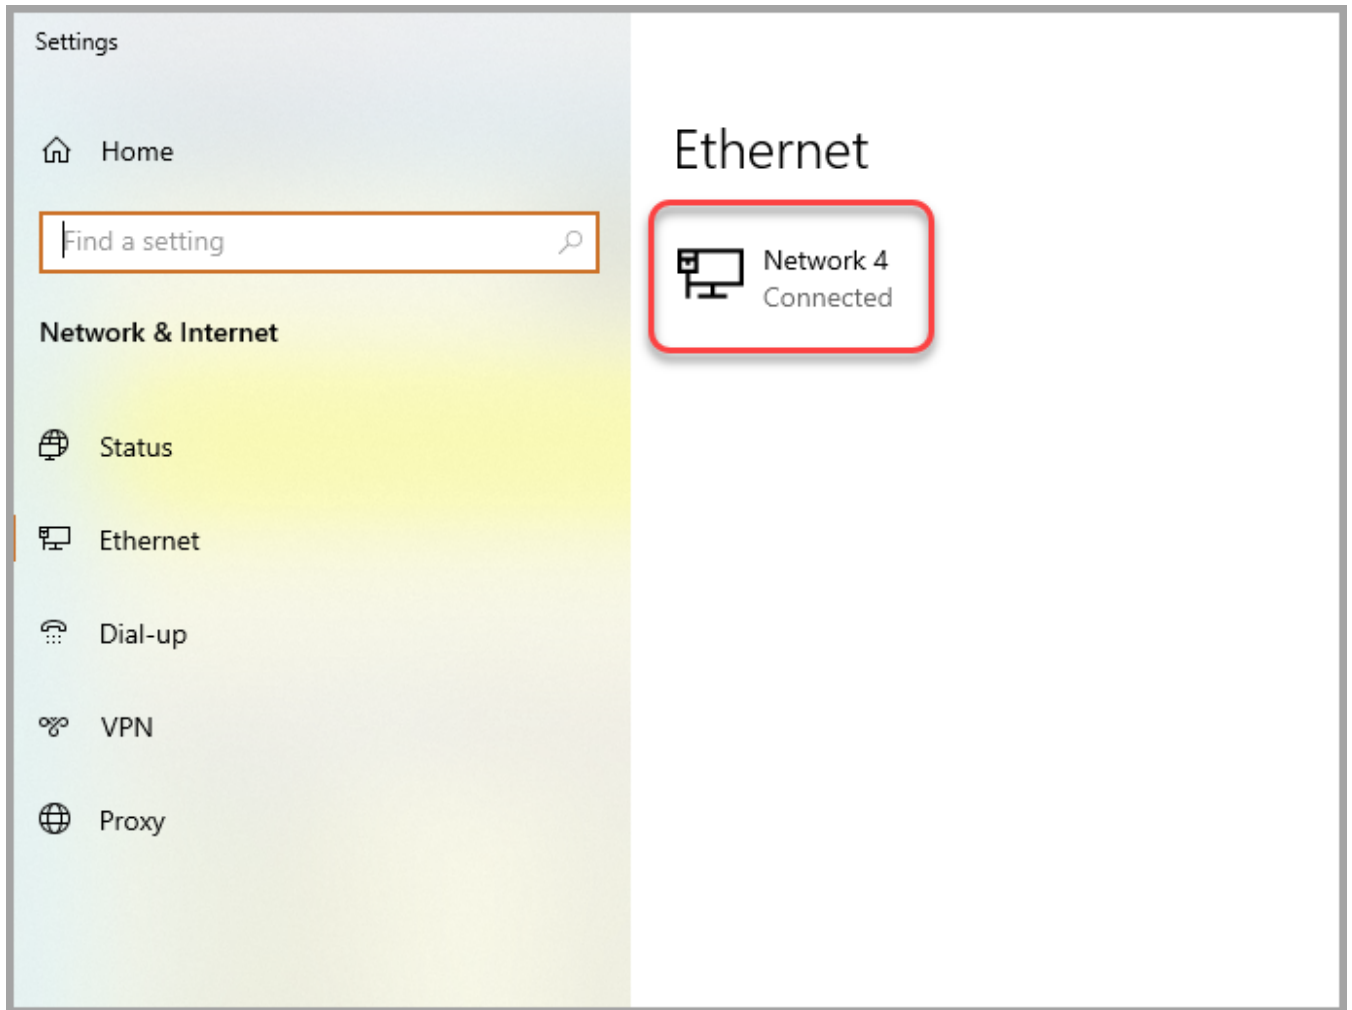 Settings
Home
Find a setting
Network & Internet
Status
Ethernet
Dial-up
VPN
Proxy
Ethernet
Network 4
Connected